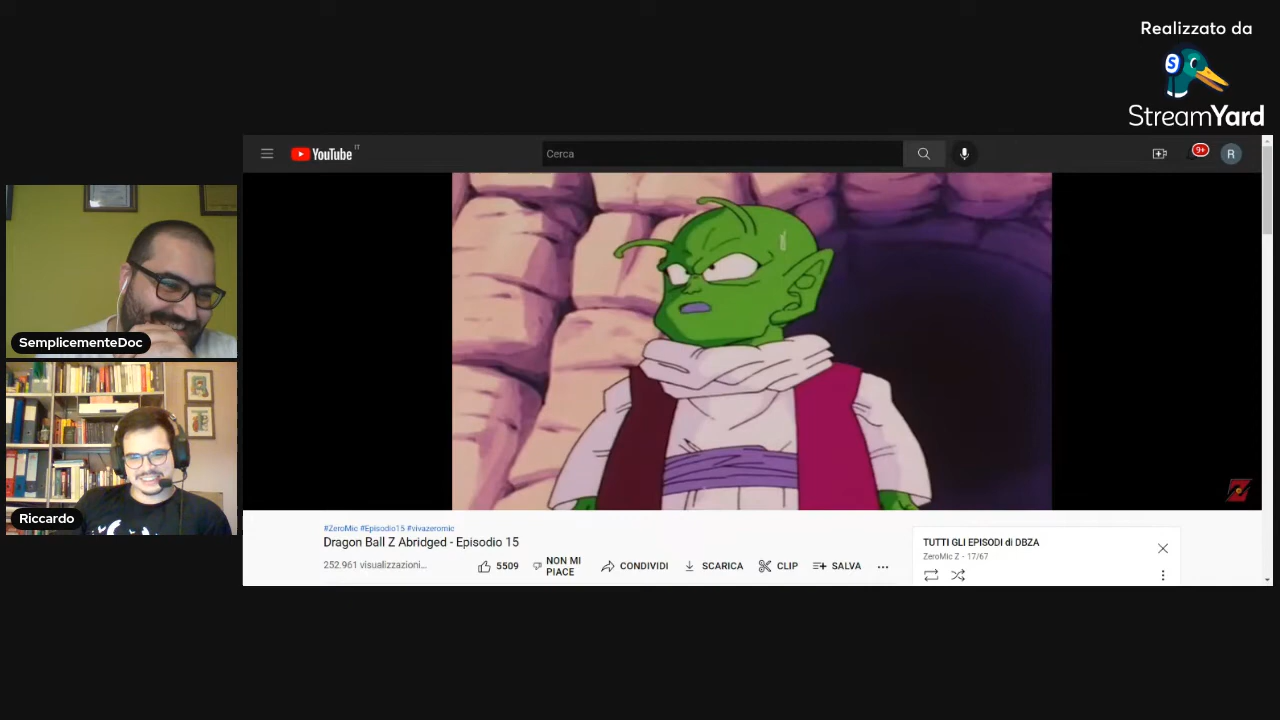 Realizzato da
StreamYard
YouTube IT
Cerca
9+
R
SemplicementeDoc
Riccardo
#ZeroMic #Episodio15 #vivazeromic
Dragon Ball Z Abridged - Episodio 15
252.961 visualizzazioni...
5509
NON MI PIACE
CONDIVIDI
SCARICA
CLIP
SALVA
TUTTI GLI EPISODI di DBZA
ZeroMic Z - 17/67